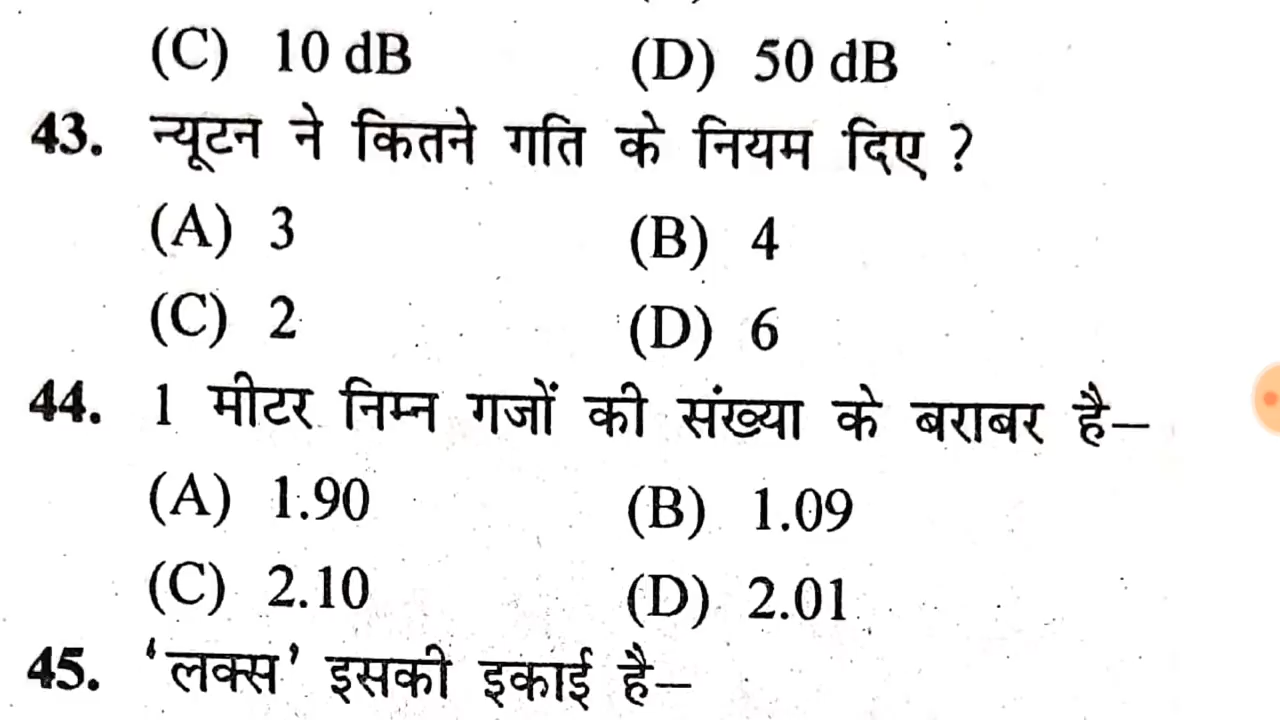 (C) 10 dB (D) 50 dB
43. न्यूटन ने कितने गति के नियम दिए ?
(A) 3 (B) 4
(C) 2 (D) 6
44. 1 मीटर निम्न गजों की संख्या के बराबर है–
(A) 1.90 (B) 1.09
(C) 2.10 (D) 2.01
45. 'लक्स' इसकी इकाई है–